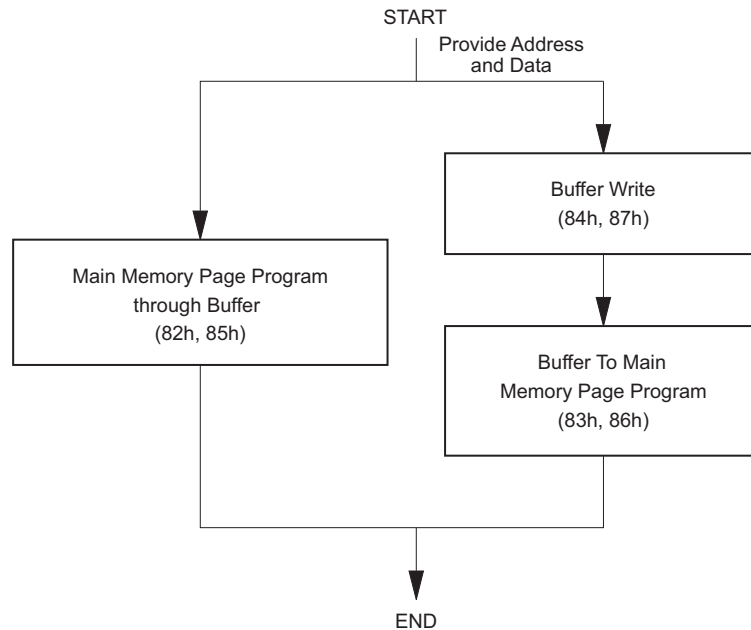 START
Provide Address
and Data
Buffer Write
(84h, 87h)
Main Memory Page Program
through Buffer
(82h, 85h)
Buffer To Main
Memory Page Program
(83h, 86h)
END